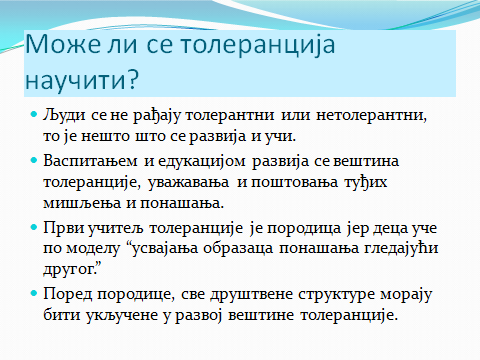 Може ли се толеранција
научити?
Људи се не рађају толерантни или нетолерантни,
то је нешто што се развија и учи.
Васпитањем и едукацијом развија се вештина
толеранције, уважавања и поштовања туђих
мишљења и понашања.
Први учитељ толеранције је породица јер деца уче
по моделу “усвајања образаца понашања гледајући
другог.”
Поред породице, све друштвене структуре морају
бити укључене у развој вештине толеранције.